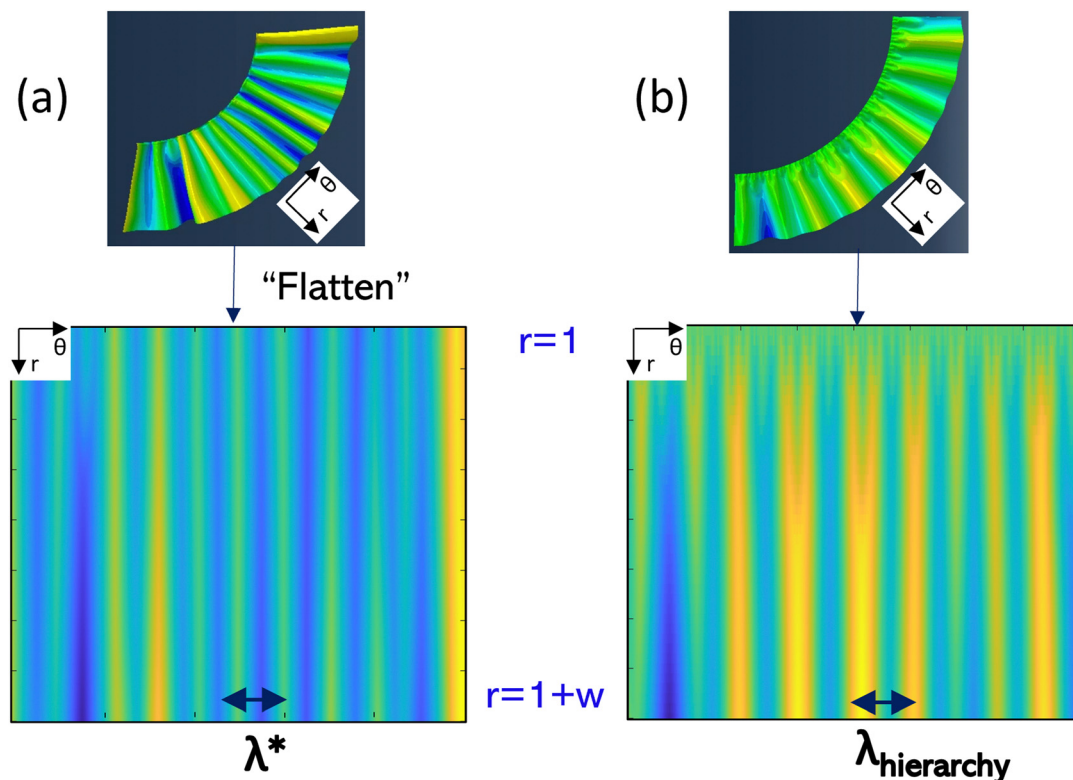 (a)
(b)
θ
r
θ
r
“Flatten”
θ
r
r=1
θ
r
r=1+w
λ*
λhierarchy